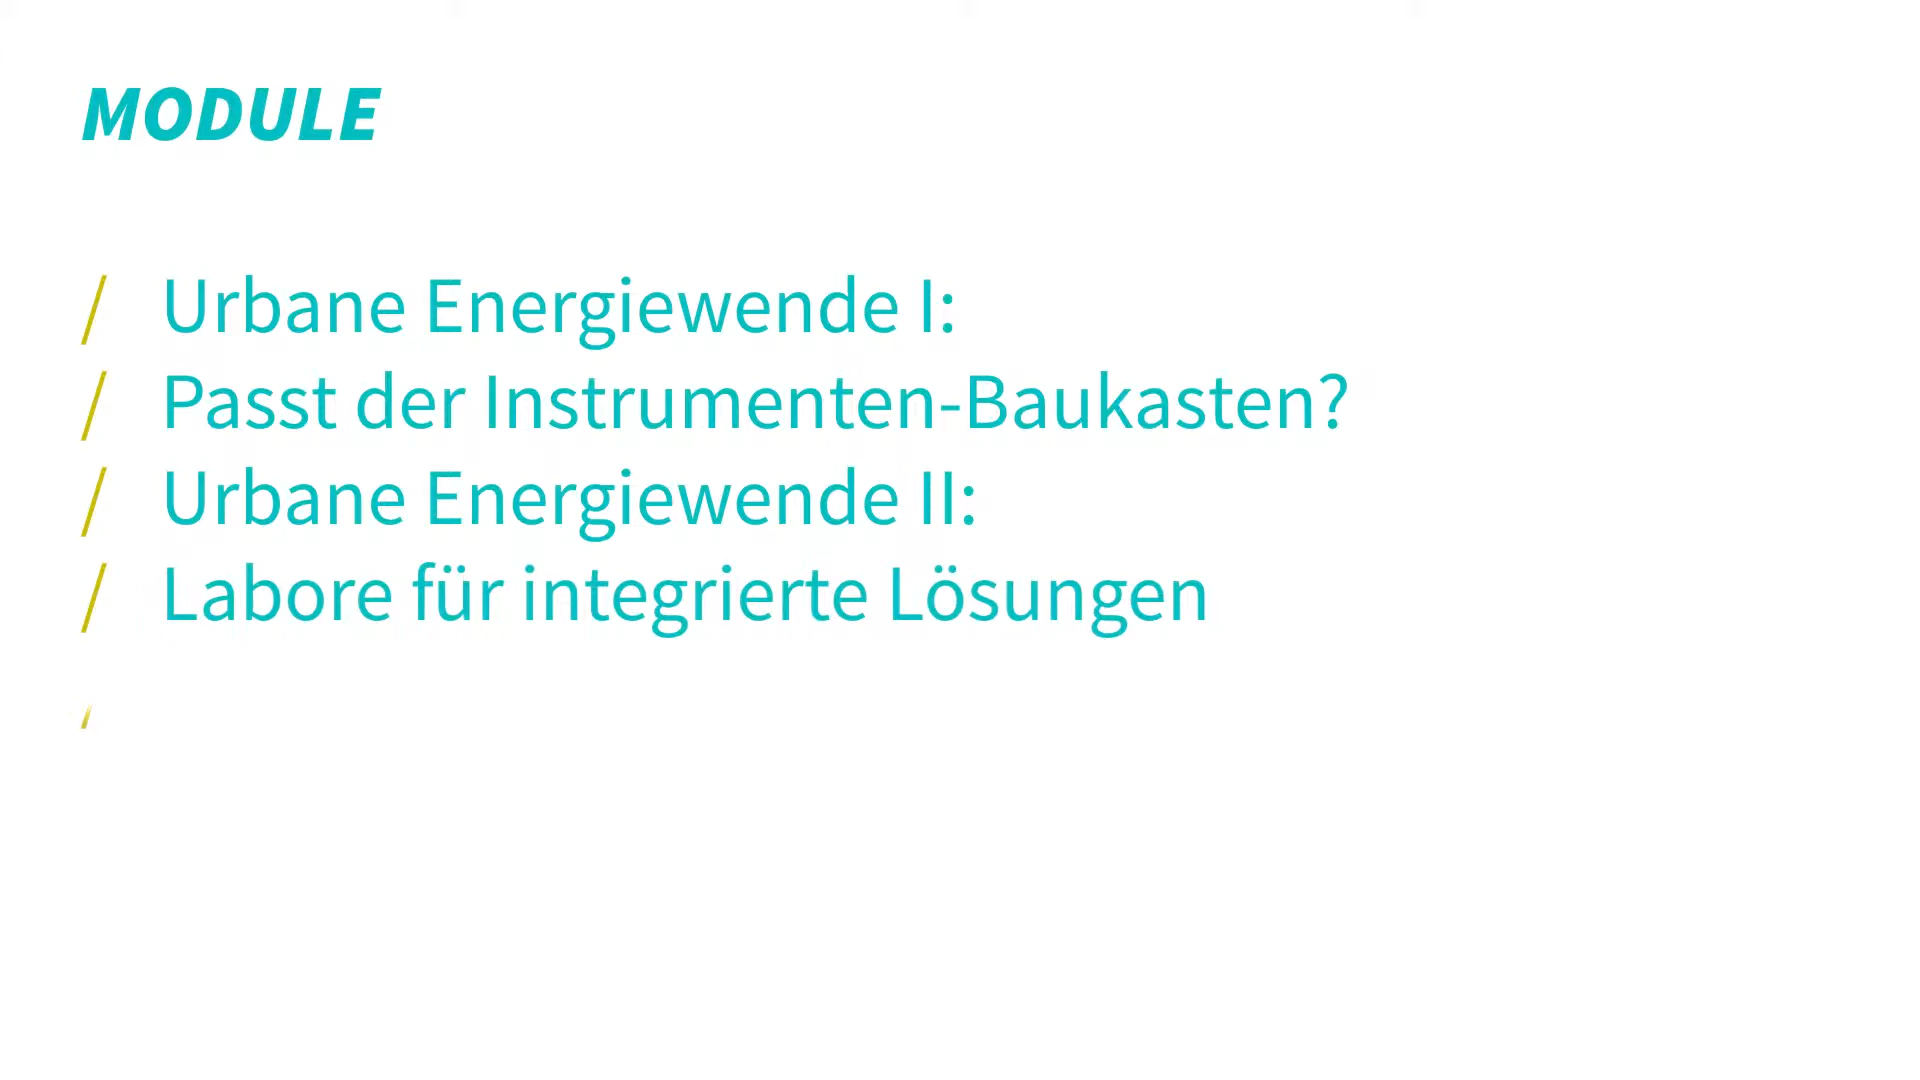 MODULE
/ Urbane Energiewende I:
/ Passt der Instrumenten-Baukasten?
/ Urbane Energiewende II:
/ Labore für integrierte Lösungen
/